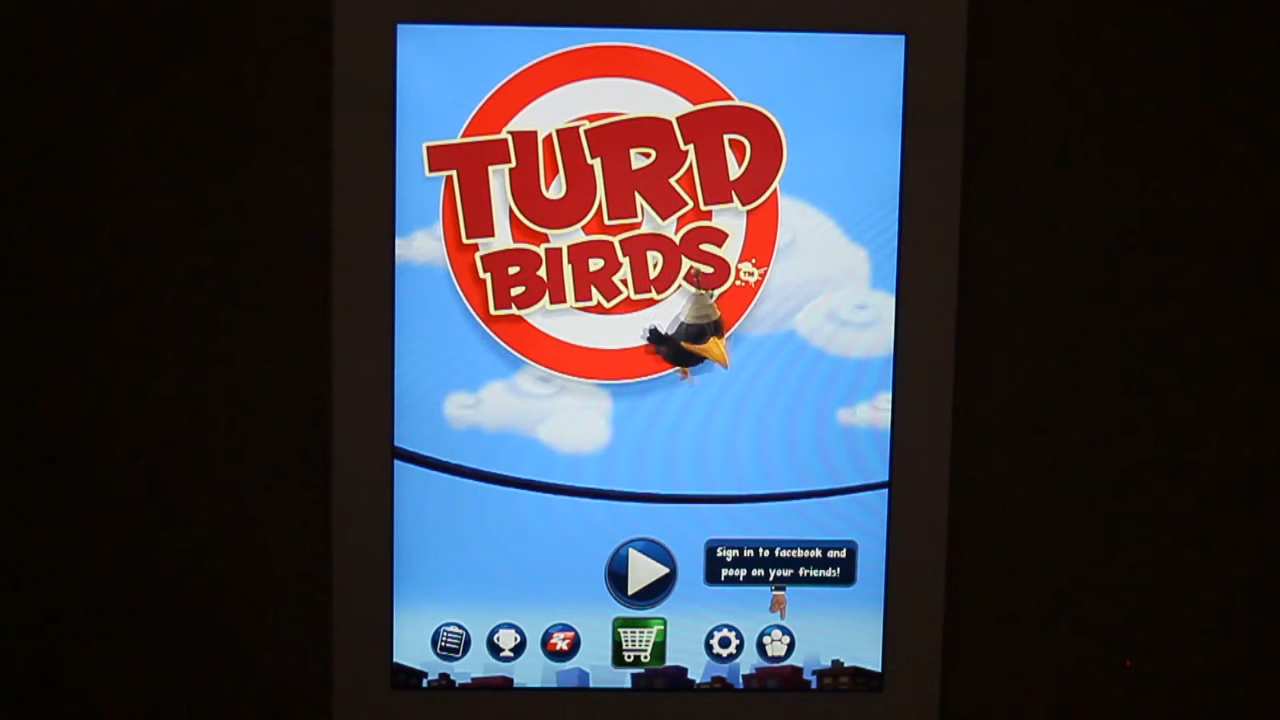 TURD
BIRDS
TM
Sign in to facebook and
poop on your friends!
2K